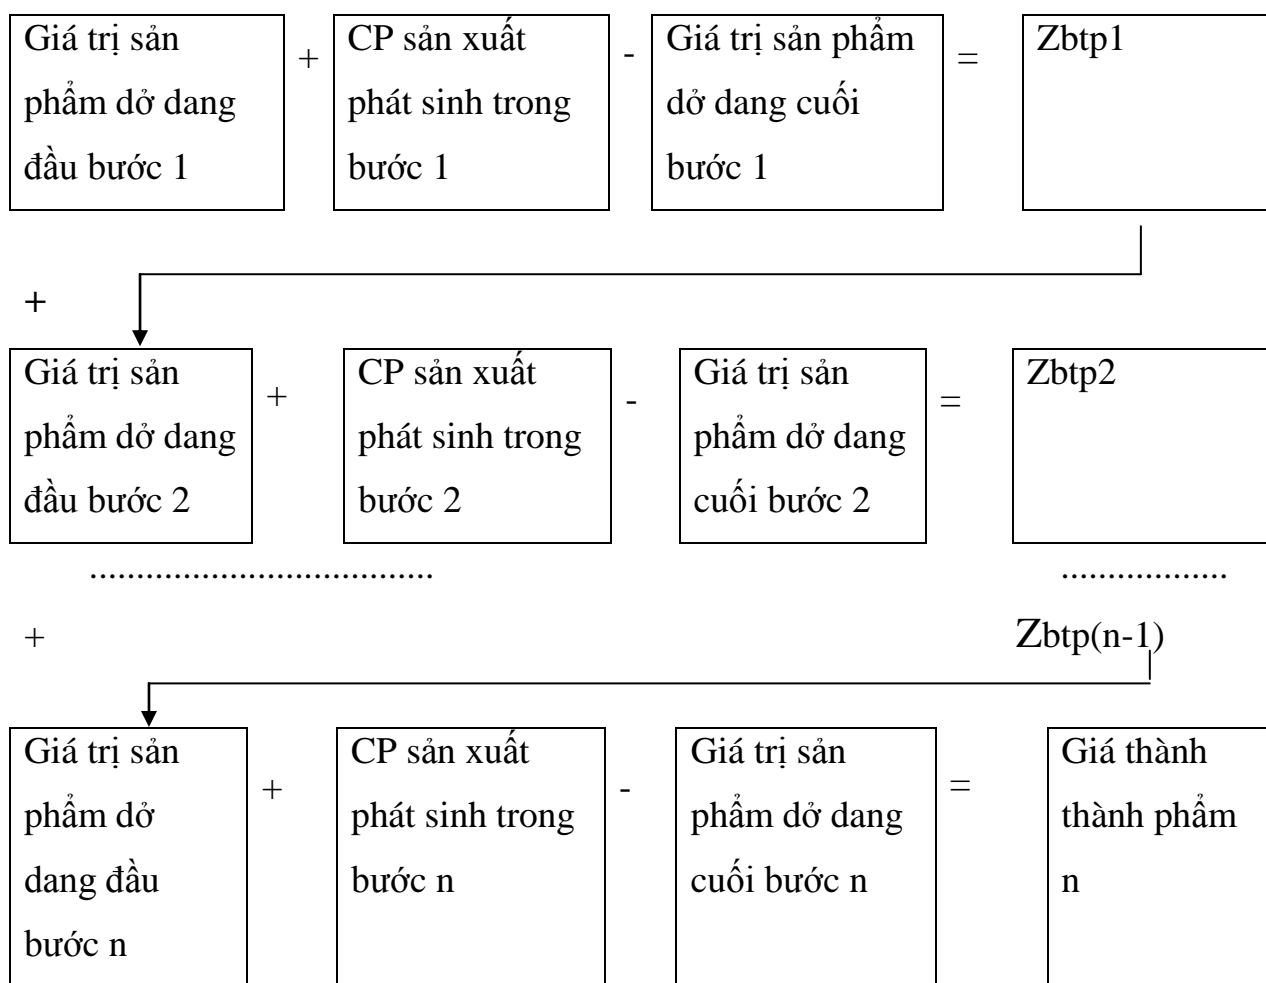 Giá trị sản
phẩm dở dang
đầu bước 1
+
CP sản xuất
phát sinh trong
bước 1
-
Giá trị sản phẩm
dở dang cuối
bước 1
=
Zbtp1
+
Giá trị sản
phẩm dở dang
đầu bước 2
+
CP sản xuất
phát sinh trong
bước 2
-
Giá trị sản
phẩm dở dang
cuối bước 2
=
Zbtp2
.....................................
..................
+
Zbtp(n-1)
Giá trị sản
phẩm dở
dang đầu
bước n
+
CP sản xuất
phát sinh trong
bước n
-
Giá trị sản
phẩm dở dang
cuối bước n
=
Giá thành
thành phẩm
n